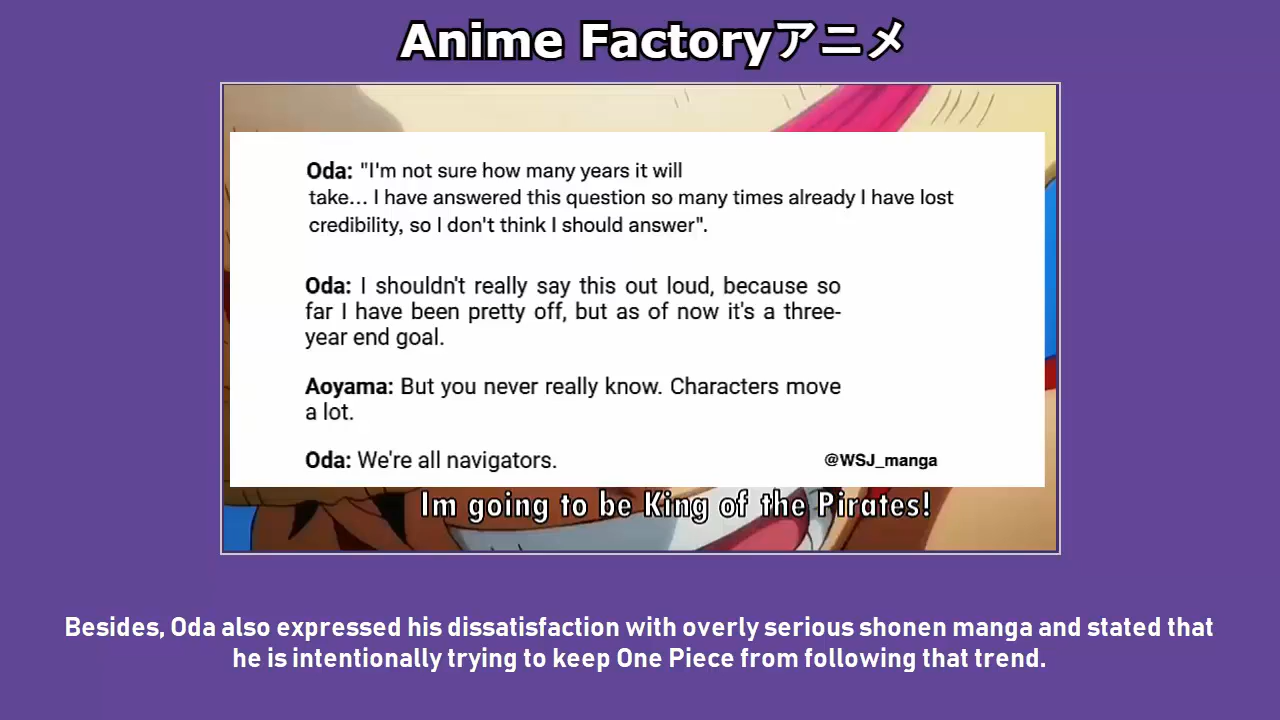 Anime Factoryアニメ
Oda: "I'm not sure how many years it will
take... I have answered this question so many times already I have lost
credibility, so I don't think I should answer".
Oda: I shouldn't really say this out loud, because so
far I have been pretty off, but as of now it's a three-
year end goal.
Aoyama: But you never really know. Characters move
a lot.
Oda: We're all navigators.
@WSJ_manga
Im going to be King of the Pirates!
Besides, Oda also expressed his dissatisfaction with overly serious shonen manga and stated that
he is intentionally trying to keep One Piece from following that trend.